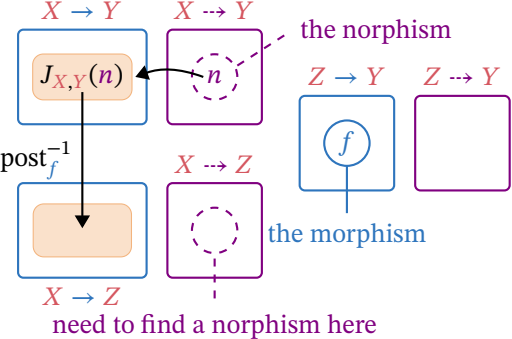 X → Y
X ⇢ Y
the norphism
J_{X,Y}(n)
n
Z → Y
Z ⇢ Y
post_f^{-1}
X ⇢ Z
f
the morphism
X → Z
need to find a norphism here